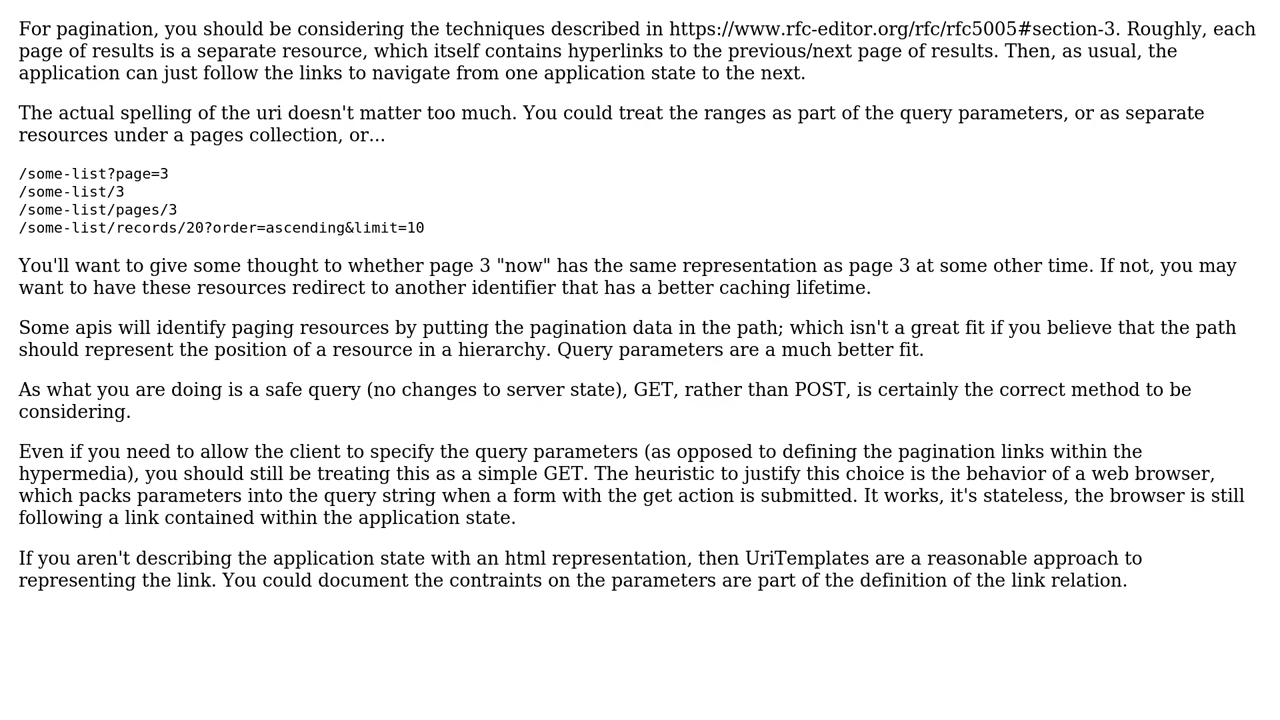 For pagination, you should be considering the techniques described in https://www.rfc-editor.org/rfc/rfc5005#section-3. Roughly, each
page of results is a separate resource, which itself contains hyperlinks to the previous/next page of results. Then, as usual, the
application can just follow the links to navigate from one application state to the next.
The actual spelling of the uri doesn't matter too much. You could treat the ranges as part of the query parameters, or as separate
resources under a pages collection, or...
/some-list?page=3
/some-list/3
/some-list/pages/3
/some-list/records/20?order=ascending&limit=10
You'll want to give some thought to whether page 3 "now" has the same representation as page 3 at some other time. If not, you may
want to have these resources redirect to another identifier that has a better caching lifetime.
Some apis will identify paging resources by putting the pagination data in the path; which isn't a great fit if you believe that the path
should represent the position of a resource in a hierarchy. Query parameters are a much better fit.
As what you are doing is a safe query (no changes to server state), GET, rather than POST, is certainly the correct method to be
considering.
Even if you need to allow the client to specify the query parameters (as opposed to defining the pagination links within the
hypermedia), you should still be treating this as a simple GET. The heuristic to justify this choice is the behavior of a web browser,
which packs parameters into the query string when a form with the get action is submitted. It works, it's stateless, the browser is still
following a link contained within the application state.
If you aren't describing the application state with an html representation, then UriTemplates are a reasonable approach to
representing the link. You could document the contraints on the parameters are part of the definition of the link relation.